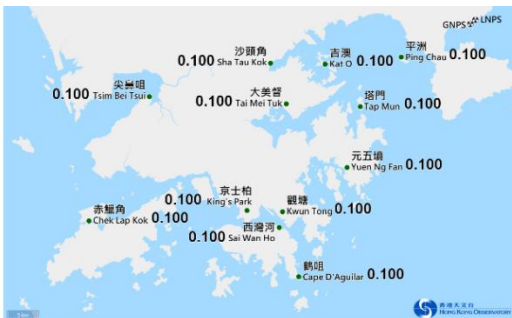 GNPS LNPS
沙頭角
0.100 Sha Tau Kok
吉澳
Kat O 0.100
平洲
Ping Chau 0.100
尖鼻咀
0.100 Tsim Bei Tsui
大美督
0.100 Tai Mei Tuk
塔門
Tap Mun 0.100
元五墳
Yuen Ng Fan 0.100
京士柏
0.100 King's Park
觀塘
Kwun Tong 0.100
赤鱲角
Chek Lap Kok 0.100
西灣河
0.100 Sai Wan Ho
鶴咀
Cape D'Aguilar 0.100
香港天文台
HONG KONG OBSERVATORY